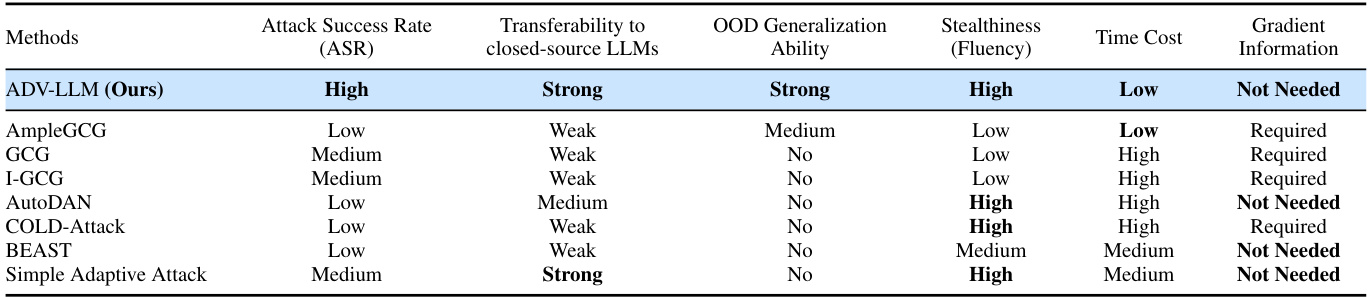 Methods Attack Success Rate (ASR) Transferability to closed-source LLMs OOD Generalization Ability Stealthiness (Fluency) Time Cost Gradient Information
ADV-LLM (Ours) High Strong Strong High Low Not Needed
AmpleGCG Low Weak Medium Low Low Required
GCG Medium Weak No Low High Required
I-GCG Medium Weak No Low High Required
AutoDAN Low Medium No High High Not Needed
COLD-Attack Low Weak No High High Required
BEAST Low Weak No Medium Medium Not Needed
Simple Adaptive Attack Medium Strong No High Medium Not Needed